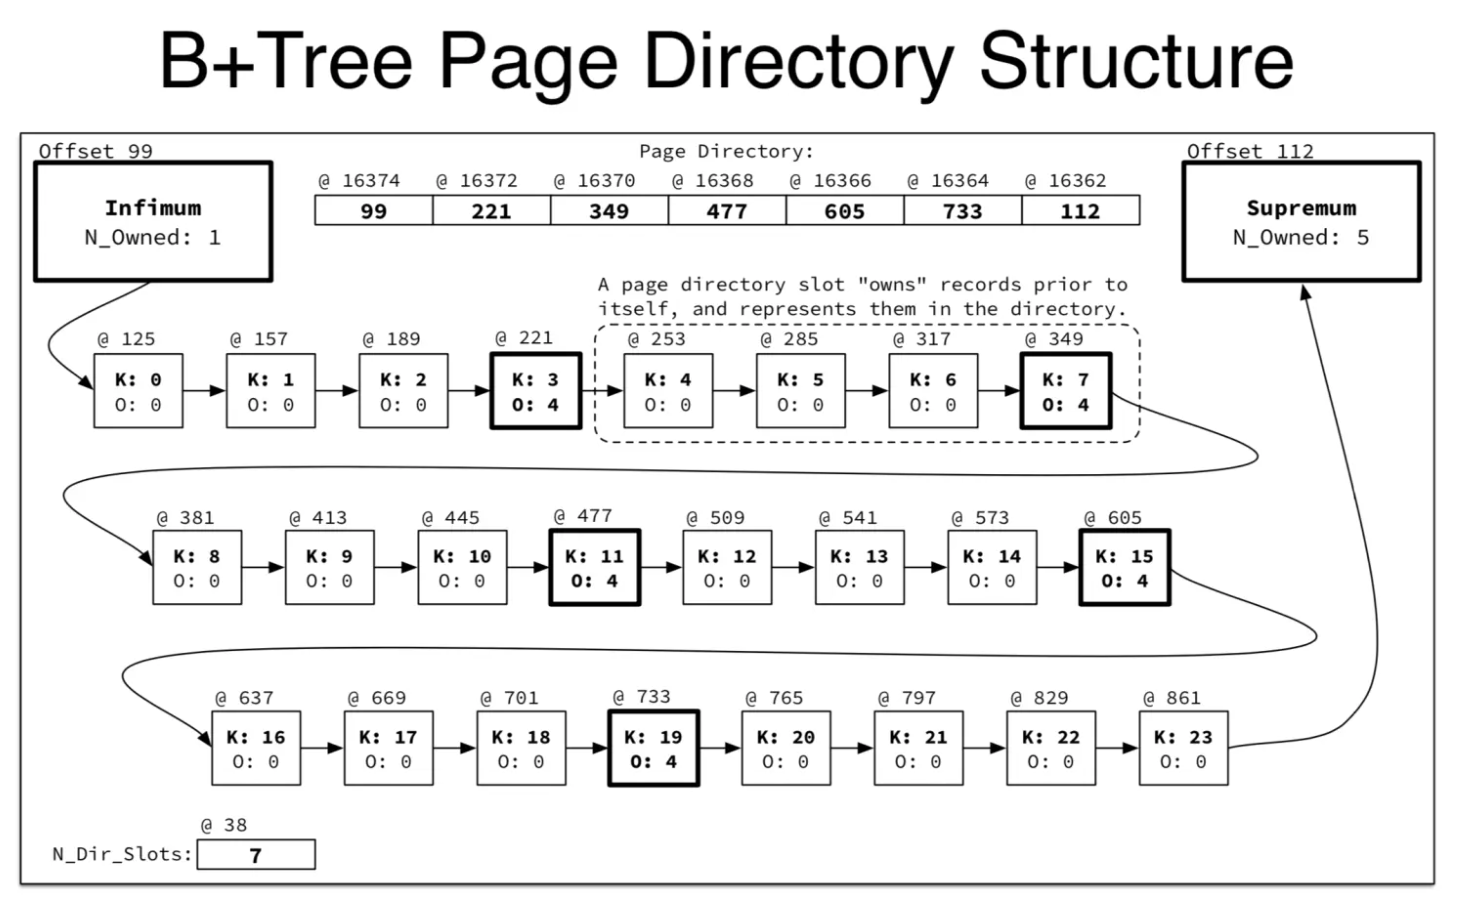 B+Tree Page Directory Structure
Offset 99
Page Directory:
Offset 112
Infimum
N_Owned: 1
@ 16374 @ 16372 @ 16370 @ 16368 @ 16366 @ 16364 @ 16362
99 221 349 477 605 733 112
Supremum
N_Owned: 5
A page directory slot "owns" records prior to
itself, and represents them in the directory.
@ 125 @ 157 @ 189 @ 221 @ 253 @ 285 @ 317 @ 349
K: 0 K: 1 K: 2 K: 3 K: 4 K: 5 K: 6 K: 7
O: 0 O: 0 O: 0 O: 4 O: 0 O: 0 O: 0 O: 4
@ 381 @ 413 @ 445 @ 477 @ 509 @ 541 @ 573 @ 605
K: 8 K: 9 K: 10 K: 11 K: 12 K: 13 K: 14 K: 15
O: 0 O: 0 O: 0 O: 4 O: 0 O: 0 O: 0 O: 4
@ 637 @ 669 @ 701 @ 733 @ 765 @ 797 @ 829 @ 861
K: 16 K: 17 K: 18 K: 19 K: 20 K: 21 K: 22 K: 23
O: 0 O: 0 O: 0 O: 4 O: 0 O: 0 O: 0 O: 0
@ 38
N_Dir_Slots: 7